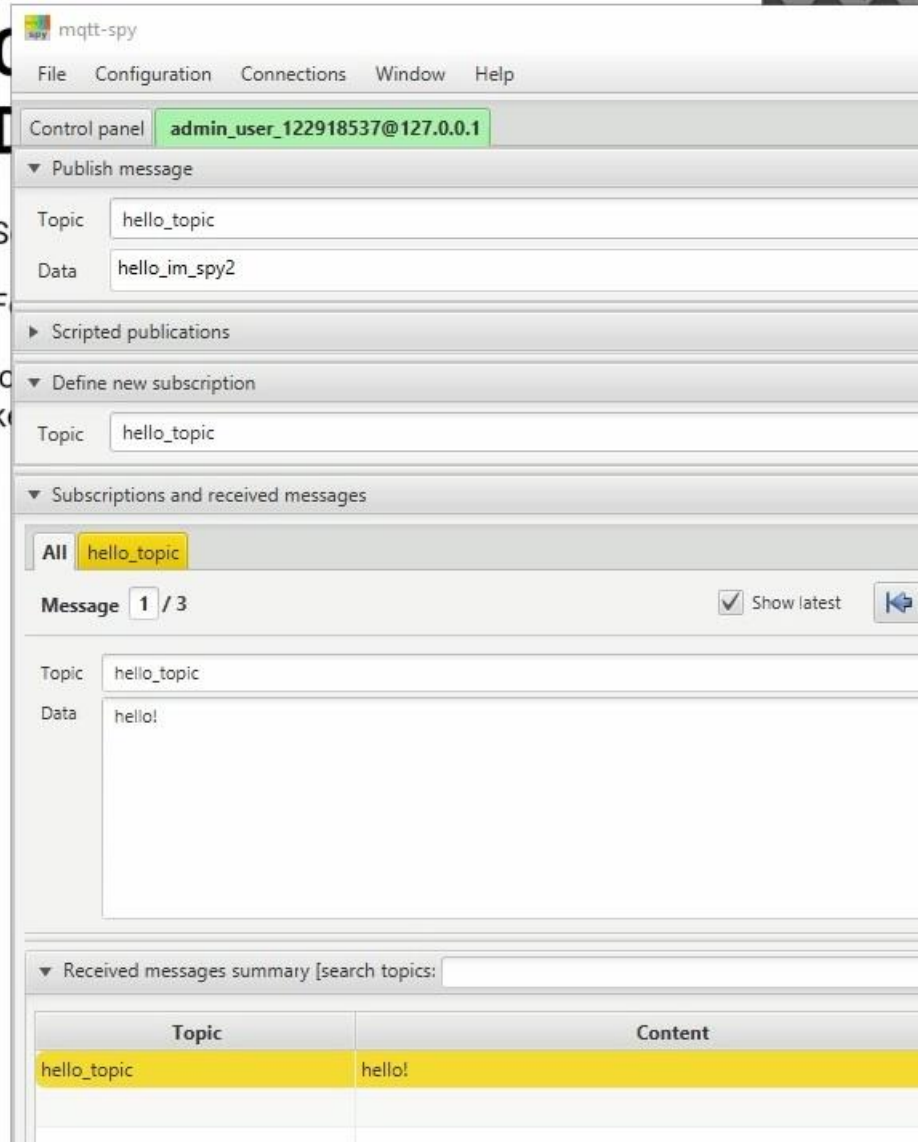 spy mqtt-spy
File Configuration Connections Window Help
Control panel admin_user_122918537@127.0.0.1
Publish message
Topic hello_topic
Data hello_im_spy2
Scripted publications
Define new subscription
Topic hello_topic
Subscriptions and received messages
All hello_topic
Message 1 / 3 Show latest
Topic hello_topic
Data hello!
Received messages summary [search topics:
Topic Content
hello_topic hello!